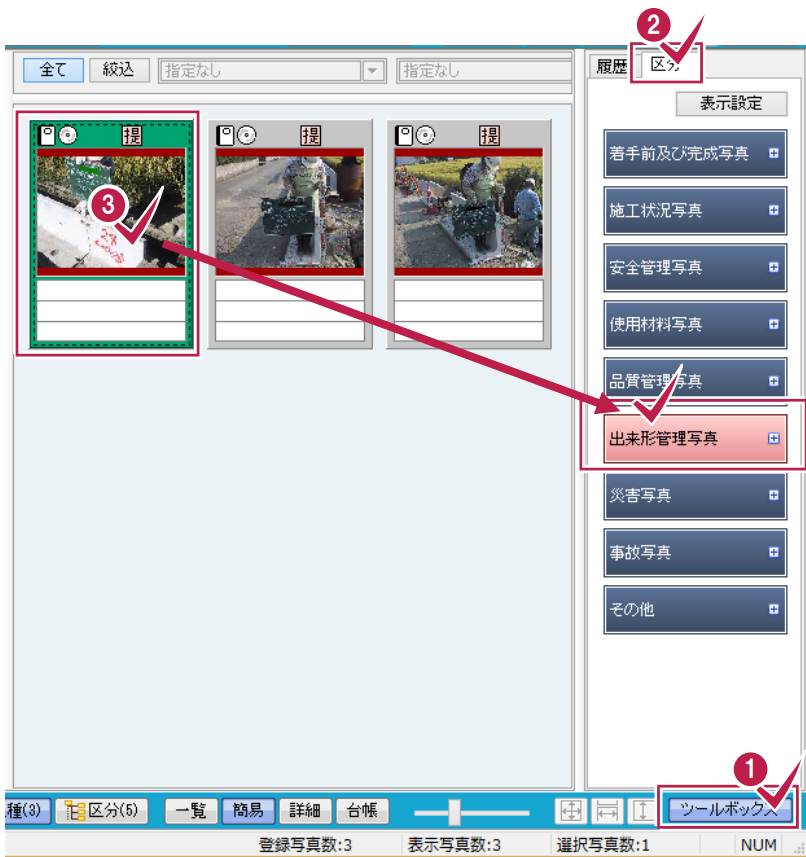 2
全て 絞込 指定なし 指定なし
履歴 区分
表示設定
提 提 提
3
着手前及び完成写真
施工状況写真
安全管理写真
使用材料写真
品質管理写真
出来形管理写真
災害写真
事故写真
その他
1
種(3) 区分(5) 一覧 簡易 詳細 台帳 ツールボックス
登録写真数:3 表示写真数:3 選択写真数:1 NUM